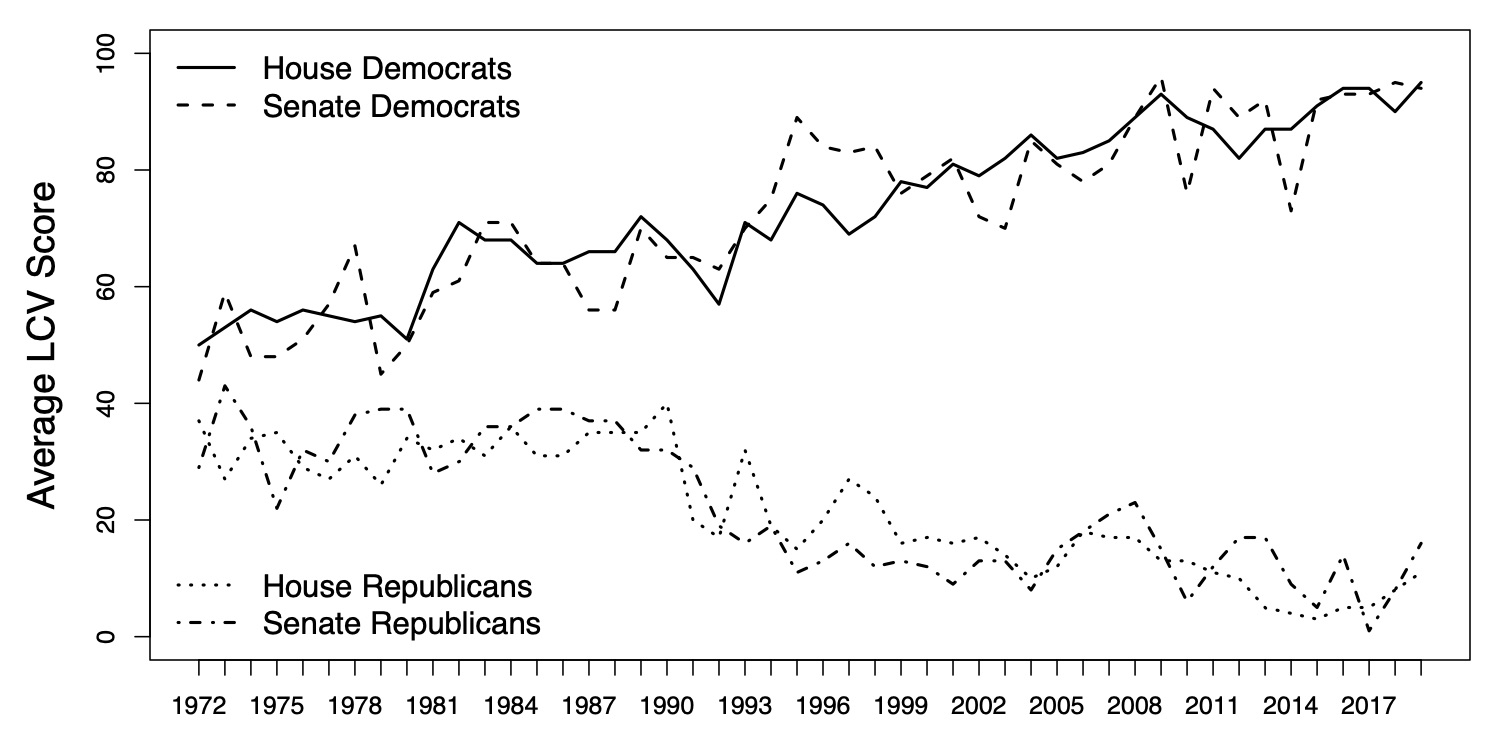 Average LCV Score
100
80
60
40
20
0
House Democrats
Senate Democrats
House Republicans
Senate Republicans
1972 1975 1978 1981 1984 1987 1990 1993 1996 1999 2002 2005 2008 2011 2014 2017